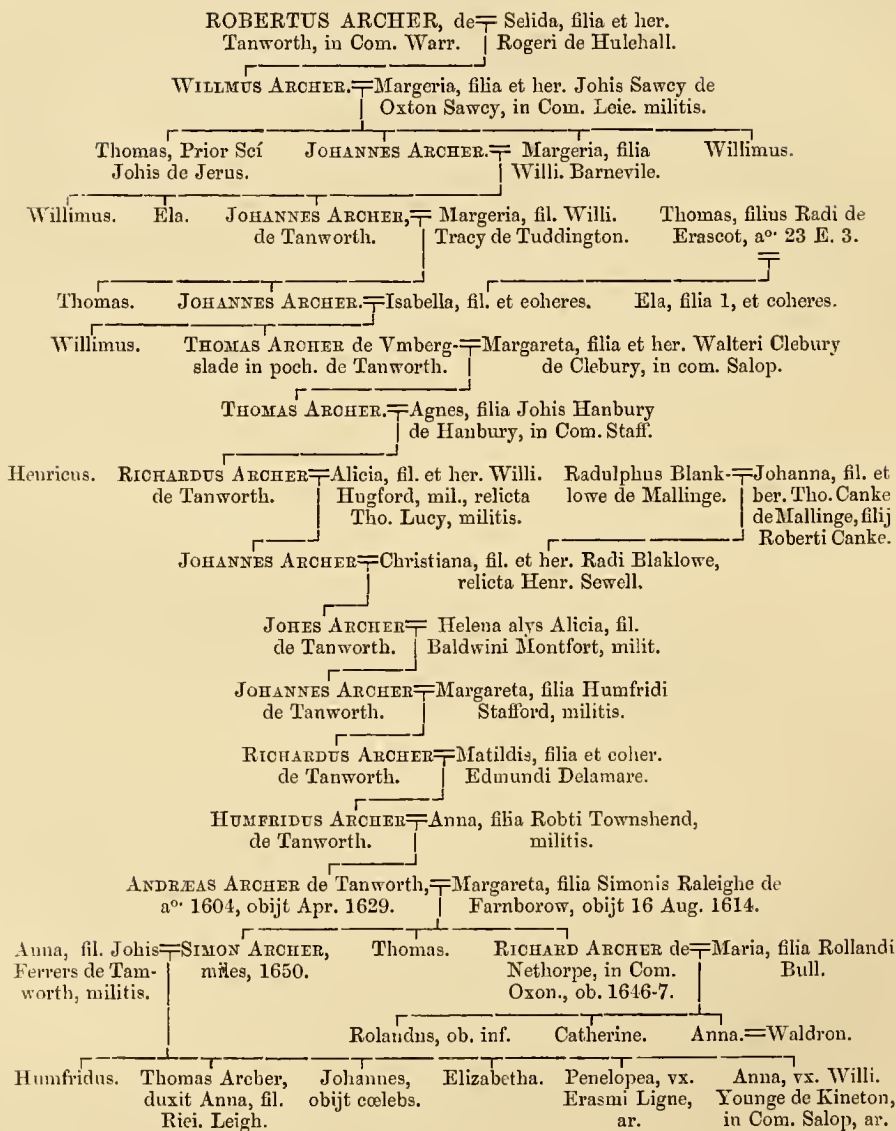 ROBERTUS ARCHER, de Selida, filia et her.
Tanworth, in Com. Warr. Rogeri de Hulehall.
WILLMUS ARCHER. Margeria, filia et her. Johis Sawcy de
Oxton Sawcy, in Com. Leie. militis.
Thomas, Prior Scí JOHANNES ARCHER. Margeria, filia Willimus.
Johis de Jerus. Willi. Barnevile.
Willimus. Ela. JOHANNES ARCHER, Margeria, fil. Willi. Thomas, filius Radi de
de Tanworth. Tracy de Tuddington. Erascot, aº· 23 E. 3.
Thomas. JOHANNES ARCHER. Isabella, fil. et coheres. Ela, filia 1, et coheres.
Willimus. THOMAS ARCHER de Vmberg- Margareta, filia et her. Walteri Clebury
slade in poch. de Tanworth. de Clebury, in com. Salop.
THOMAS ARCHER. Agnes, filia Johis Hanbury
de Hanbury, in Com. Staff.
Henricus. RICHARDUS ARCHER Alicia, fil. et her. Willi. Radulphus Blank- Johanna, fil. et
de Tanworth. Hugford, mil., relicta lowe de Mallinge. her. Tho. Canke
Tho. Lucy, militis. de Mallinge, filij
Roberti Canke.
JOHANNES ARCHER Christiana, fil. et her. Radi Blaklowe,
relicta Henr. Sewell.
JOHES ARCHER Helena alys Alicia, fil.
de Tanworth. Baldwini Montfort, milit.
JOHANNES ARCHER Margareta, filia Humfridi
de Tanworth. Stafford, militis.
RICHARDUS ARCHER Matildis, filia et coher.
de Tanworth. Edmundi Delamare.
HUMFRIDUS ARCHER Anna, filia Robti Townshend,
de Tanworth. militis.
ANDRÆAS ARCHER de Tanworth, Margareta, filia Simonis Raleighe de
aº· 1604, obijt Apr. 1629. Farnborow, obijt 16 Aug. 1614.
Anna, fil. Johis SIMON ARCHER, Thomas. RICHARD ARCHER de Maria, filia Rollandi
Ferrers de Tam- miles, 1650. Nethorpe, in Com. Bull.
worth, militis. Oxon., ob. 1646-7.
Rolandus, ob. inf. Catherine. Anna.=Waldron.
Humfridus. Thomas Archer, Johannes, Elizabetha. Penelopea, vx. Anna, vx. Willi.
duxit Anna, fil. obijt cœlebs. Erasmi Ligne, Younge de Kineton,
Rici. Leigh. ar. in Com. Salop, ar.